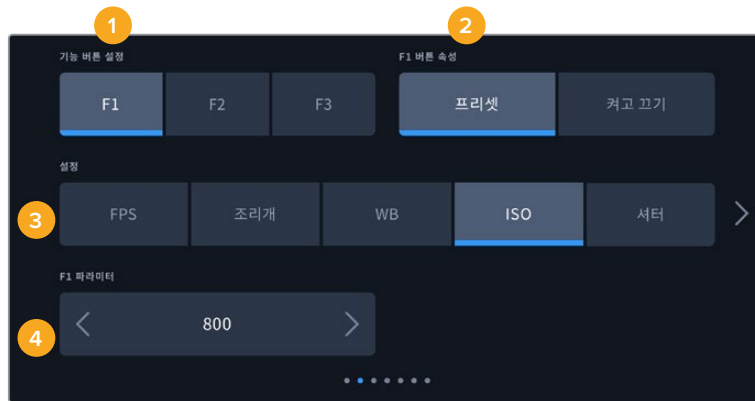 1 2
기능 버튼 설정 F1 버튼 속성
F1 F2 F3 프리셋 켜고 끄기
설정
3 FPS 조리개 WB ISO 셔터
F1 파라미터
4 800